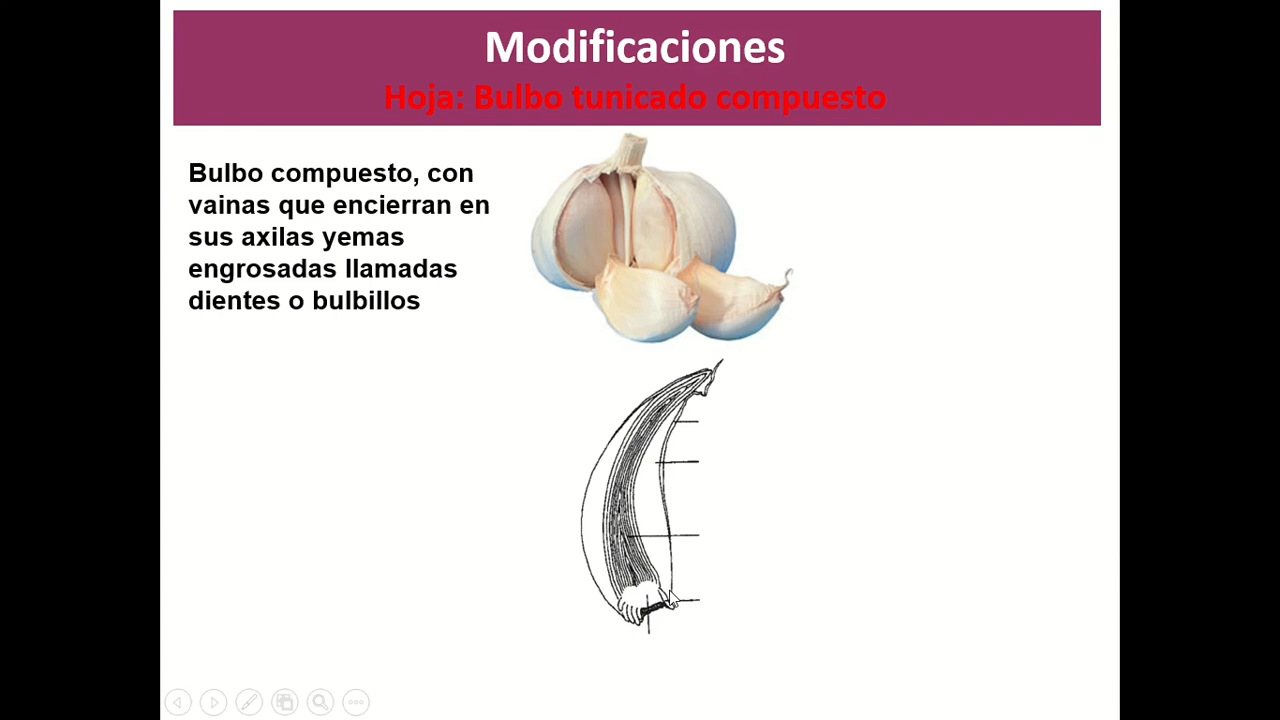 Modificaciones
Hoja: Bulbo tunicado compuesto
Bulbo compuesto, con
vainas que encierran en
sus axilas yemas
engrosadas llamadas
dientes o bulbillos